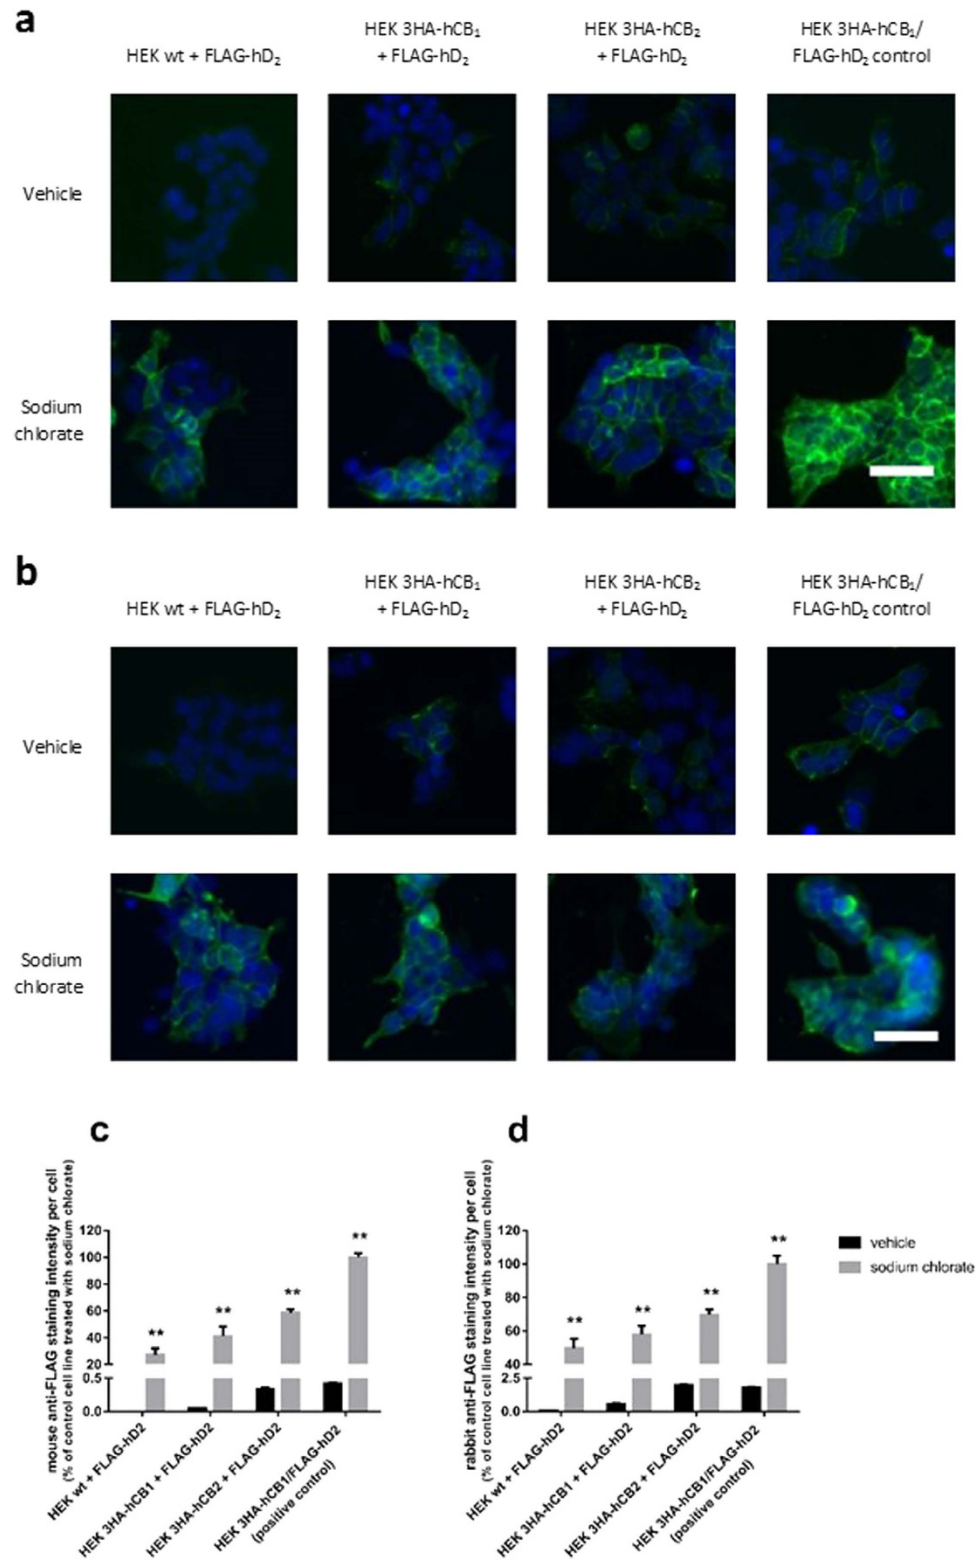 a
HEK wt + FLAG-hD₂
HEK 3HA-hCB₁
+ FLAG-hD₂
HEK 3HA-hCB₂
+ FLAG-hD₂
HEK 3HA-hCB₁/
FLAG-hD₂ control
Vehicle
Sodium
chlorate
b
HEK wt + FLAG-hD₂
HEK 3HA-hCB₁
+ FLAG-hD₂
HEK 3HA-hCB₂
+ FLAG-hD₂
HEK 3HA-hCB₁/
FLAG-hD₂ control
Vehicle
Sodium
chlorate
c
mouse anti-FLAG staining intensity per cell
(% of control cell line treated with sodium chlorate)
120
100
80
60
40
20
0.5
0.0
**
**
**
**
HEK wt + FLAG-hD2
HEK 3HA-hCB1 + FLAG-hD2
HEK 3HA-hCB2 + FLAG-hD2
HEK 3HA-hCB1/FLAG-hD2
(positive control)
d
rabbit anti-FLAG staining intensity per cell
(% of control cell line treated with sodium chlorate)
120
100
80
60
40
2.5
0.0
**
**
**
**
HEK wt + FLAG-hD2
HEK 3HA-hCB1 + FLAG-hD2
HEK 3HA-hCB2 + FLAG-hD2
HEK 3HA-hCB1/FLAG-hD2
(positive control)
vehicle
sodium chlorate